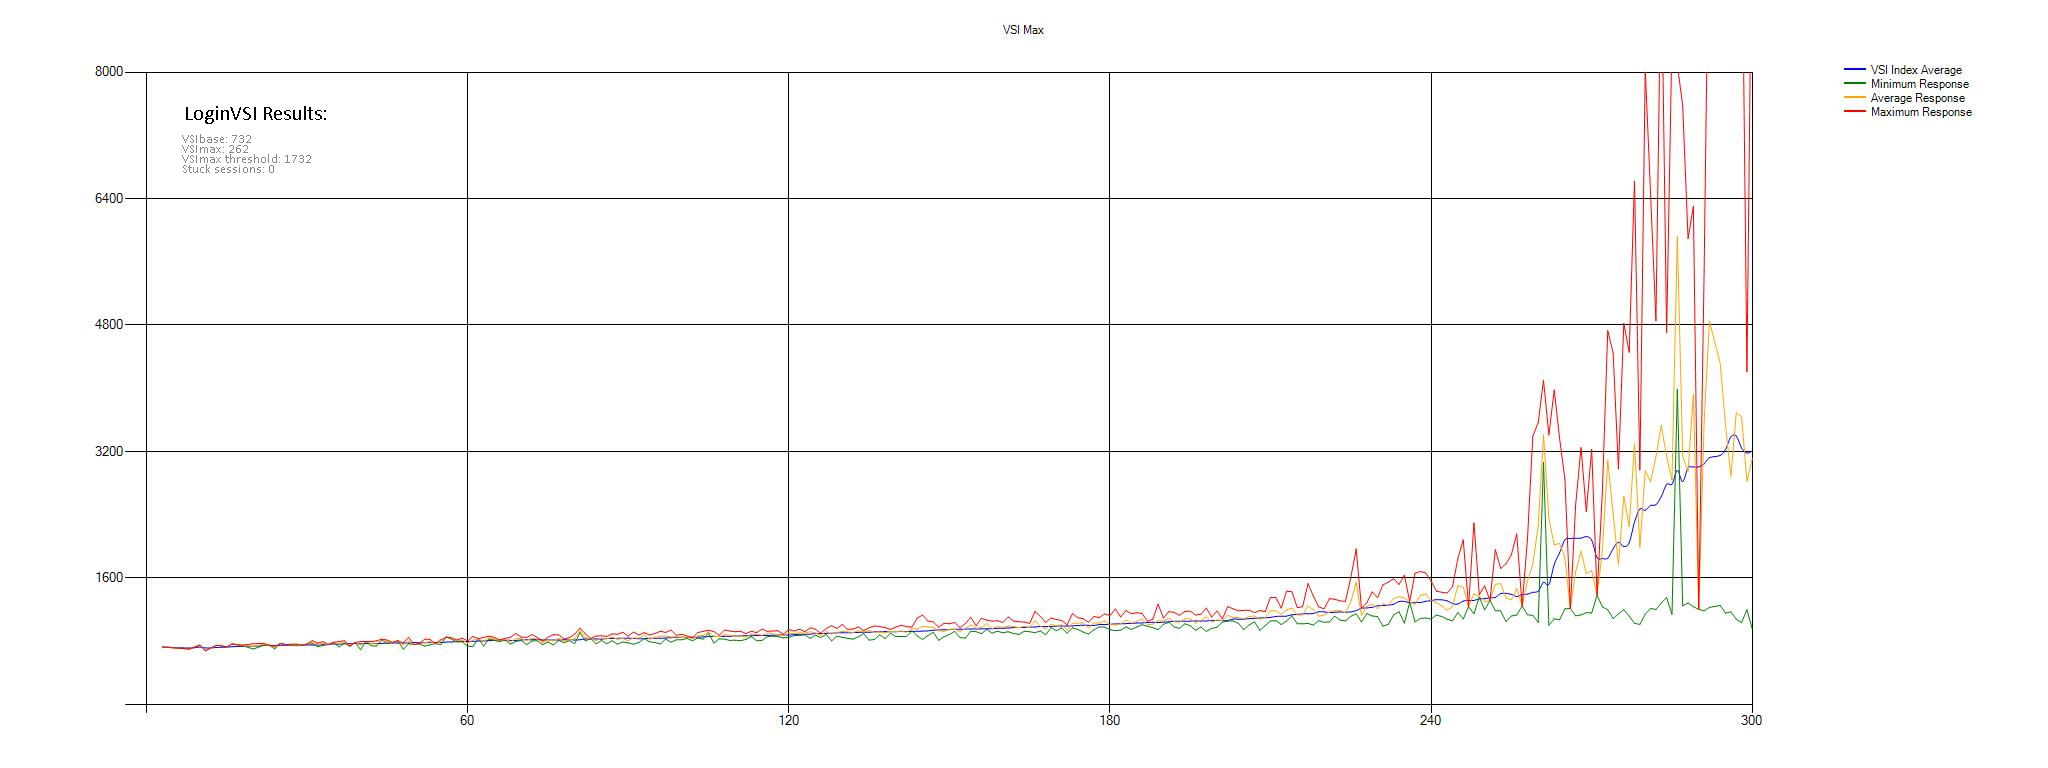 VSI Max
8000
6400
4800
3200
1600
60
120
180
240
300
LoginVSI Results:
VSIbase: 732
VSImax: 262
VSImax threshold: 1732
Stuck sessions: 0
VSI Index Average
Minimum Response
Average Response
Maximum Response